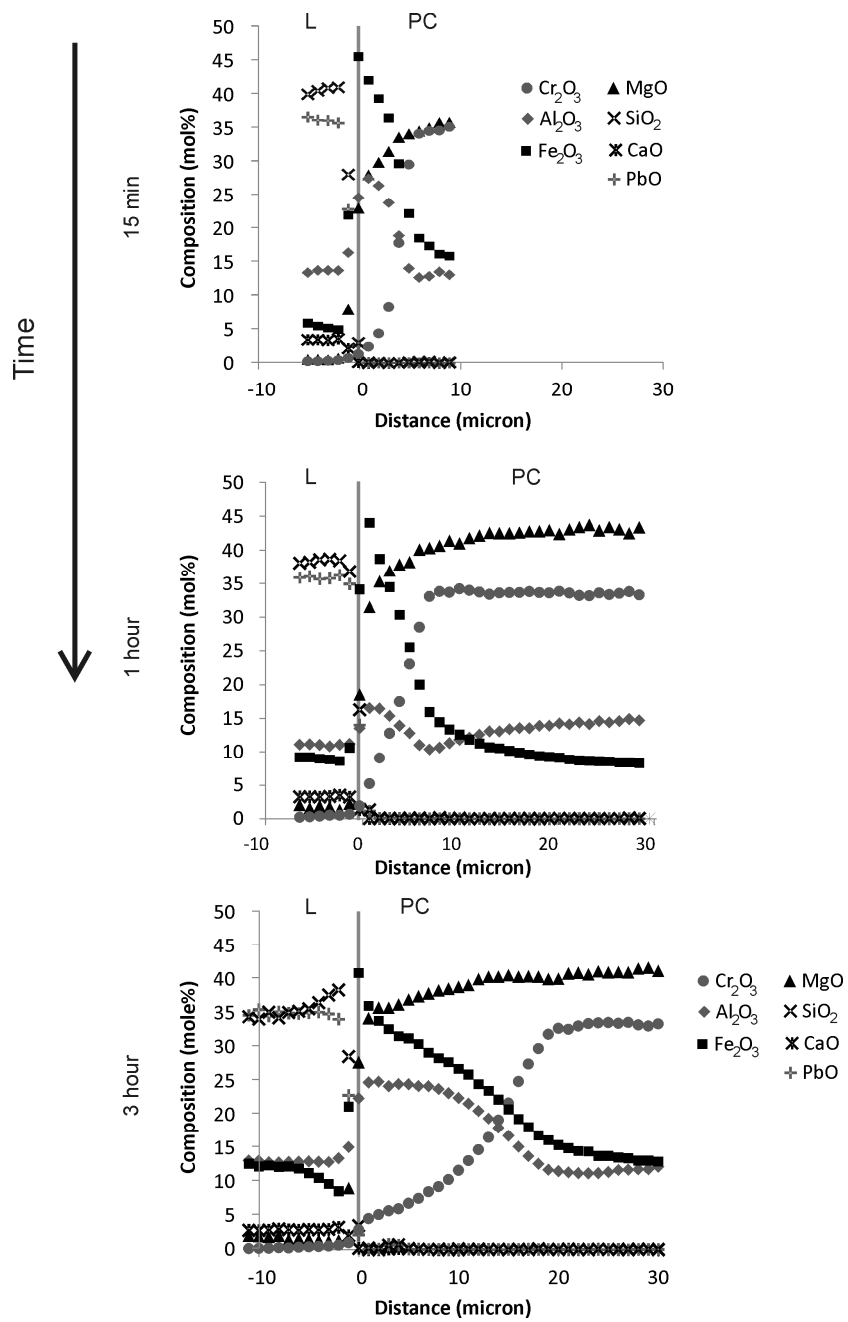 L PC
50
45
40
35
30
25
20
15
10
5
0
Composition (mol%)
-10 0 10 20 30
Distance (micron)
Cr2O3 MgO
Al2O3 SiO2
Fe2O3 CaO
PbO
15 min
Time
L PC
50
45
40
35
30
25
20
15
10
5
0
Composition (mol%)
-10 0 10 20 30
Distance (micron)
1 hour
L PC
50
45
40
35
30
25
20
15
10
5
0
Composition (mole%)
-10 0 10 20 30
Distance (micron)
Cr2O3 MgO
Al2O3 SiO2
Fe2O3 CaO
PbO
3 hour